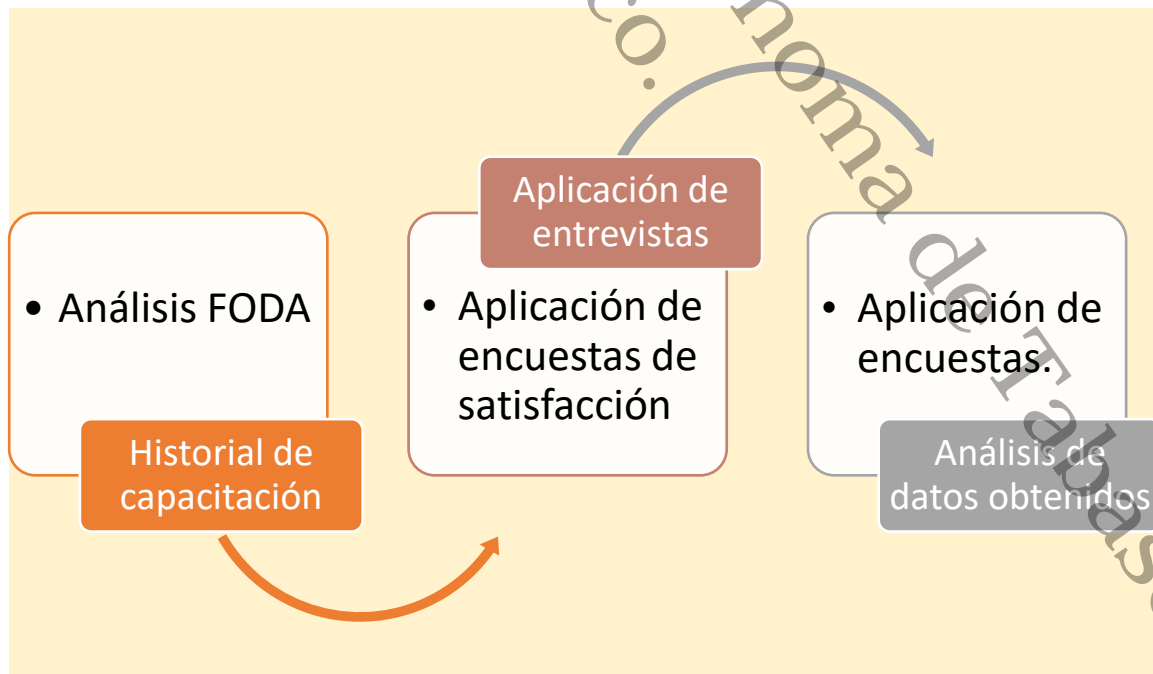 co.
noma de Tabas
• Análisis FODA
Historial de
capacitación
Aplicación de
entrevistas
• Aplicación de
encuestas de
satisfacción
• Aplicación de
encuestas.
Análisis de
datos obtenidos